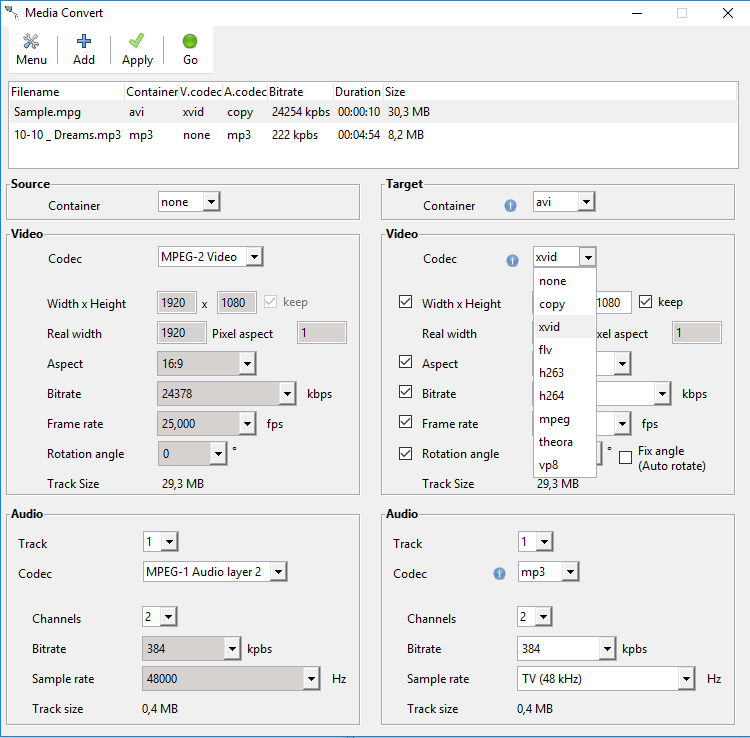 Media Convert
Menu Add Apply Go
Filename Container V.codec A.codec Bitrate Duration Size
Sample.mpg avi xvid copy 24254 kpbs 00:00:10 30,3 MB
10-10 _ Dreams.mp3 mp3 none mp3 222 kpbs 00:04:54 8,2 MB
Source
Container none
Video
Codec MPEG-2 Video
Width x Height 1920 x 1080 keep
Real width 1920 Pixel aspect 1
Aspect 16:9
Bitrate 24378 kbps
Frame rate 25,000 fps
Rotation angle 0 °
Track Size 29,3 MB
Audio
Track 1
Codec MPEG-1 Audio layer 2
Channels 2
Bitrate 384 kpbs
Sample rate 48000 Hz
Track size 0,4 MB
Target
Container i avi
Video
Codec i xvid
none
copy
xvid
flv
h263
h264
mpeg
theora
vp8
Width x Height 1080 keep
Real width xel aspect 1
Aspect
Bitrate kbps
Frame rate fps
Rotation angle ° Fix angle
(Auto rotate)
Track Size 29,3 MB
Audio
Track 1
Codec i mp3
Channels 2
Bitrate 384 kpbs
Sample rate TV (48 kHz) Hz
Track size 0,4 MB